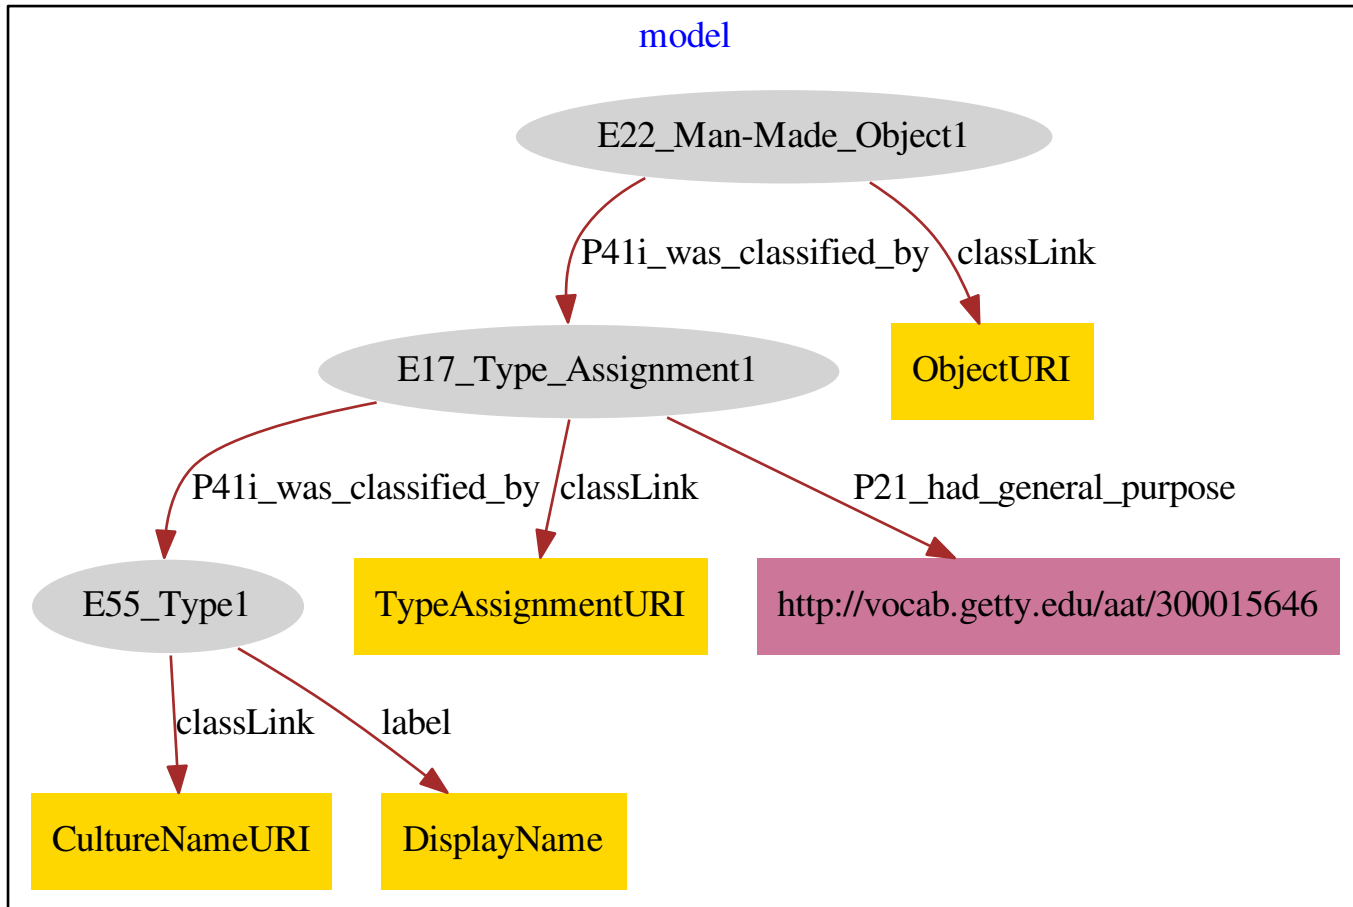 model
E22_Man-Made_Object1
P41i_was_classified_by
classLink
E17_Type_Assignment1
ObjectURI
P41i_was_classified_by
classLink
P21_had_general_purpose
E55_Type1
TypeAssignmentURI
http://vocab.getty.edu/aat/300015646
classLink
label
CultureNameURI
DisplayName